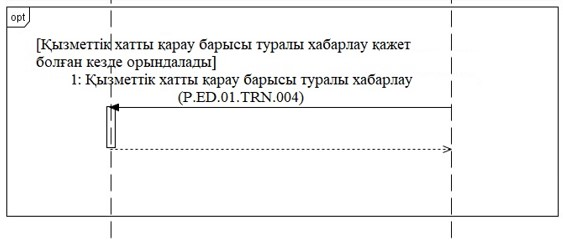 opt
[Қызметтік хатты қарау барысы туралы хабарлау қажет
болған кезде орындалады]
1: Қызметтік хатты қарау барысы туралы хабарлау
(P.ED.01.TRN.004)